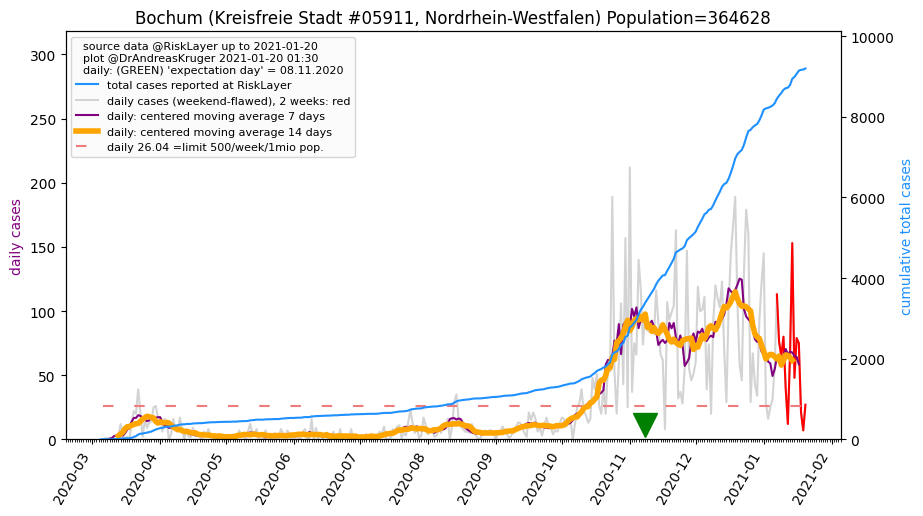 Bochum (Kreisfreie Stadt #05911, Nordrhein-Westfalen) Population=364628
source data @RiskLayer up to 2021-01-20
plot @DrAndreasKruger 2021-01-20 01:30
daily: (GREEN) 'expectation day' = 08.11.2020
total cases reported at RiskLayer
daily cases (weekend-flawed), 2 weeks: red
daily: centered moving average 7 days
daily: centered moving average 14 days
daily 26.04 =limit 500/week/1mio pop.
daily cases
300
250
200
150
100
50
0
10000
8000
6000
4000
2000
0
cumulative total cases
2020-03
2020-04
2020-05
2020-06
2020-07
2020-08
2020-09
2020-10
2020-11
2020-12
2021-01
2021-02